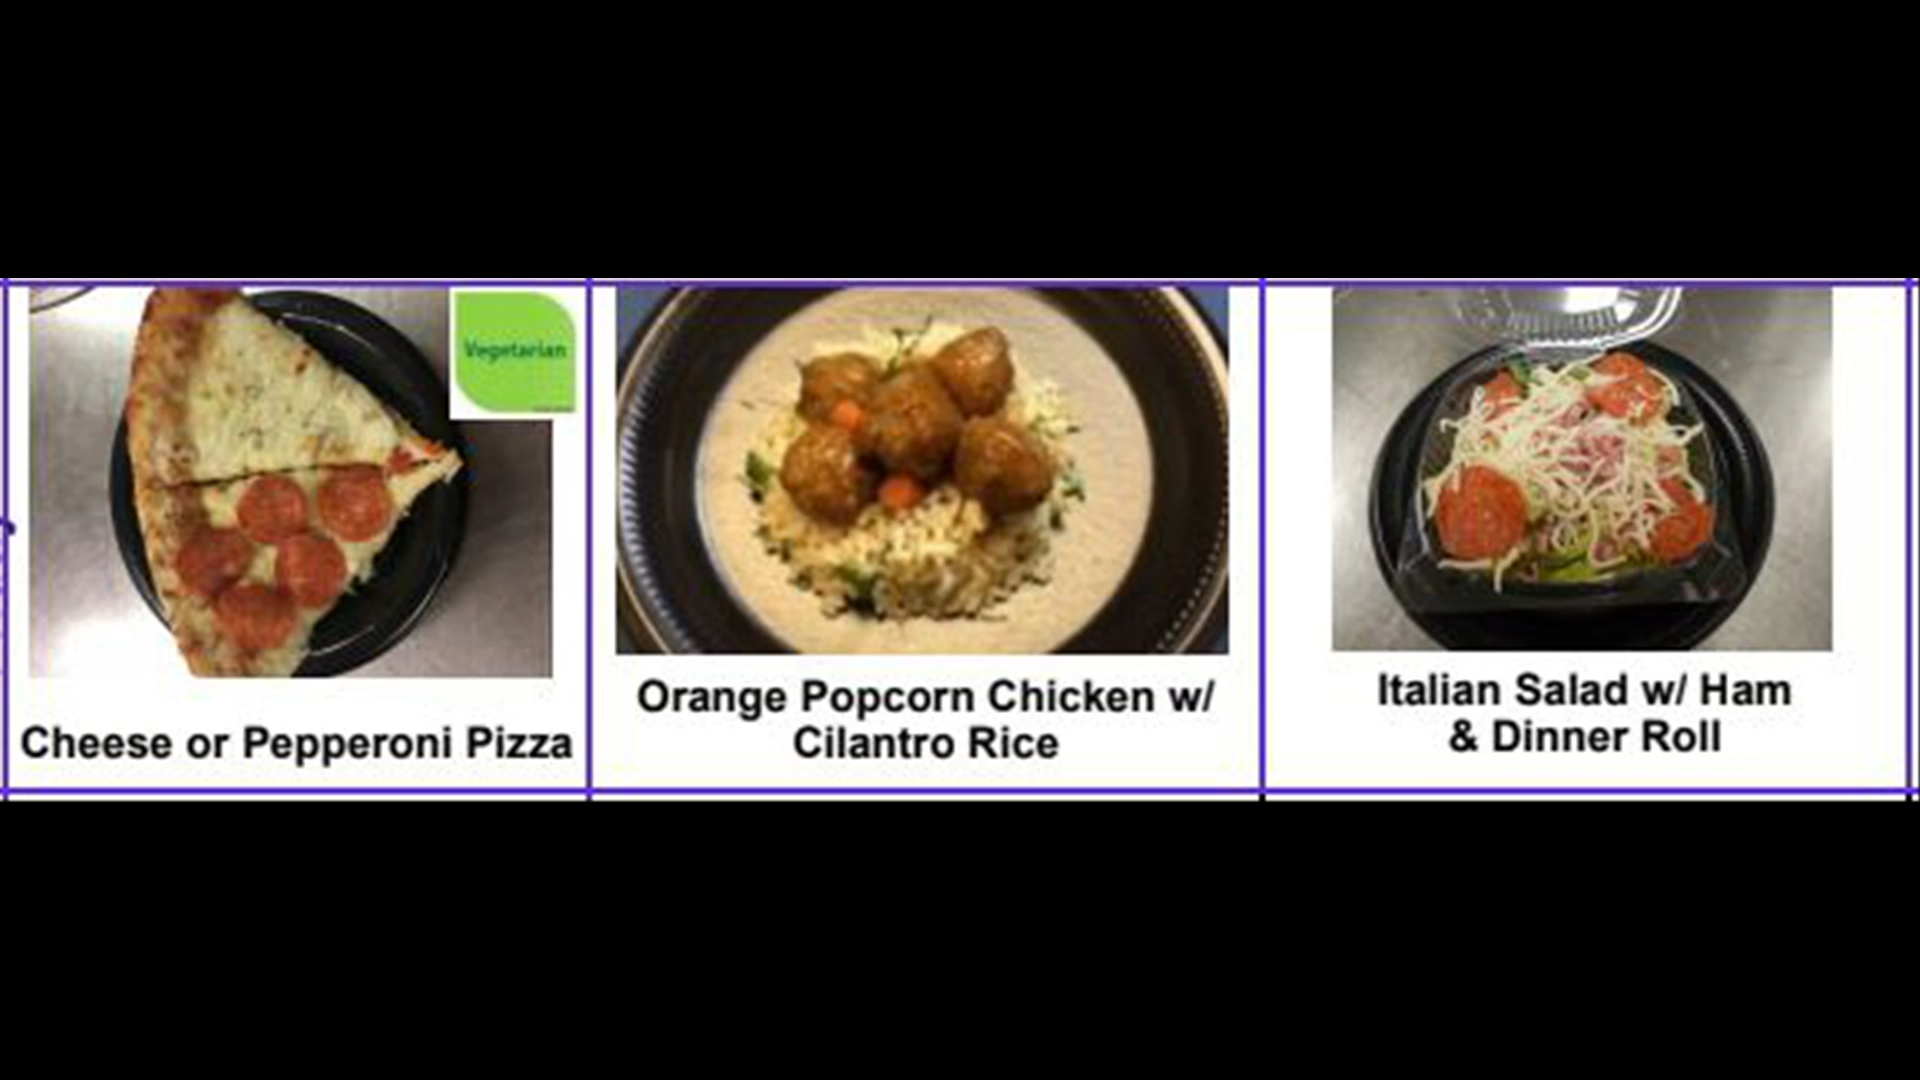 Vegetarian
Cheese or Pepperoni Pizza
Orange Popcorn Chicken w/
Cilantro Rice
Italian Salad w/ Ham
& Dinner Roll